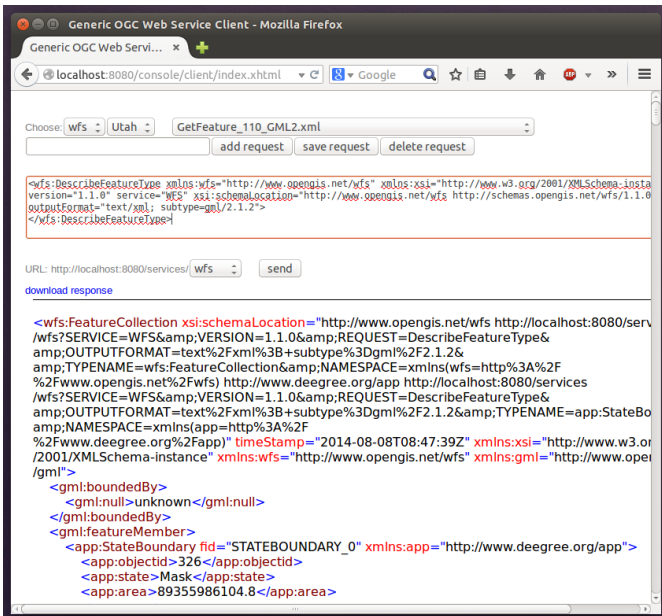 Generic OGC Web Service Client - Mozilla Firefox
Generic OGC Web Servi... ×
localhost:8080/console/client/index.xhtml Google ABP »
Choose: wfs Utah GetFeature_110_GML2.xml
add request save request delete request
<wfs:DescribeFeatureType xmlns:wfs="http://www.opengis.net/wfs" xmlns:xsi="http://www.w3.org/2001/XMLSchema-insta
version="1.1.0" service="WFS" xsi:schemaLocation="http://www.opengis.net/wfs http://schemas.opengis.net/wfs/1.1.0
outputFormat="text/xml; subtype=gml/2.1.2">
</wfs:DescribeFeatureType>
URL: http://localhost:8080/services/ wfs send
download response
<wfs:FeatureCollection xsi:schemaLocation="http://www.opengis.net/wfs http://localhost:8080/serv
/wfs?SERVICE=WFS&amp;VERSION=1.1.0&amp;REQUEST=DescribeFeatureType&
amp;OUTPUTFORMAT=text%2Fxml%3B+subtype%3Dgml%2F2.1.2&
amp;TYPENAME=wfs:FeatureCollection&amp;NAMESPACE=xmlns(wfs=http%3A%2F
%2Fwww.opengis.net%2Fwfs) http://www.deegree.org/app http://localhost:8080/services
/wfs?SERVICE=WFS&amp;VERSION=1.1.0&amp;REQUEST=DescribeFeatureType&
amp;OUTPUTFORMAT=text%2Fxml%3B+subtype%3Dgml%2F2.1.2&amp;TYPENAME=app:StateBo
amp;NAMESPACE=xmlns(app=http%3A%2F
%2Fwww.deegree.org%2Fapp)" timeStamp="2014-08-08T08:47:39Z" xmlns:xsi="http://www.w3.or
/2001/XMLSchema-instance" xmlns:wfs="http://www.opengis.net/wfs" xmlns:gml="http://www.oper
/gml">
<gml:boundedBy>
<gml:null>unknown</gml:null>
</gml:boundedBy>
<gml:featureMember>
<app:StateBoundary fid="STATEBOUNDARY_0" xmlns:app="http://www.deegree.org/app">
<app:objectid>326</app:objectid>
<app:state>Mask</app:state>
<app:area>89355986104.8</app:area>